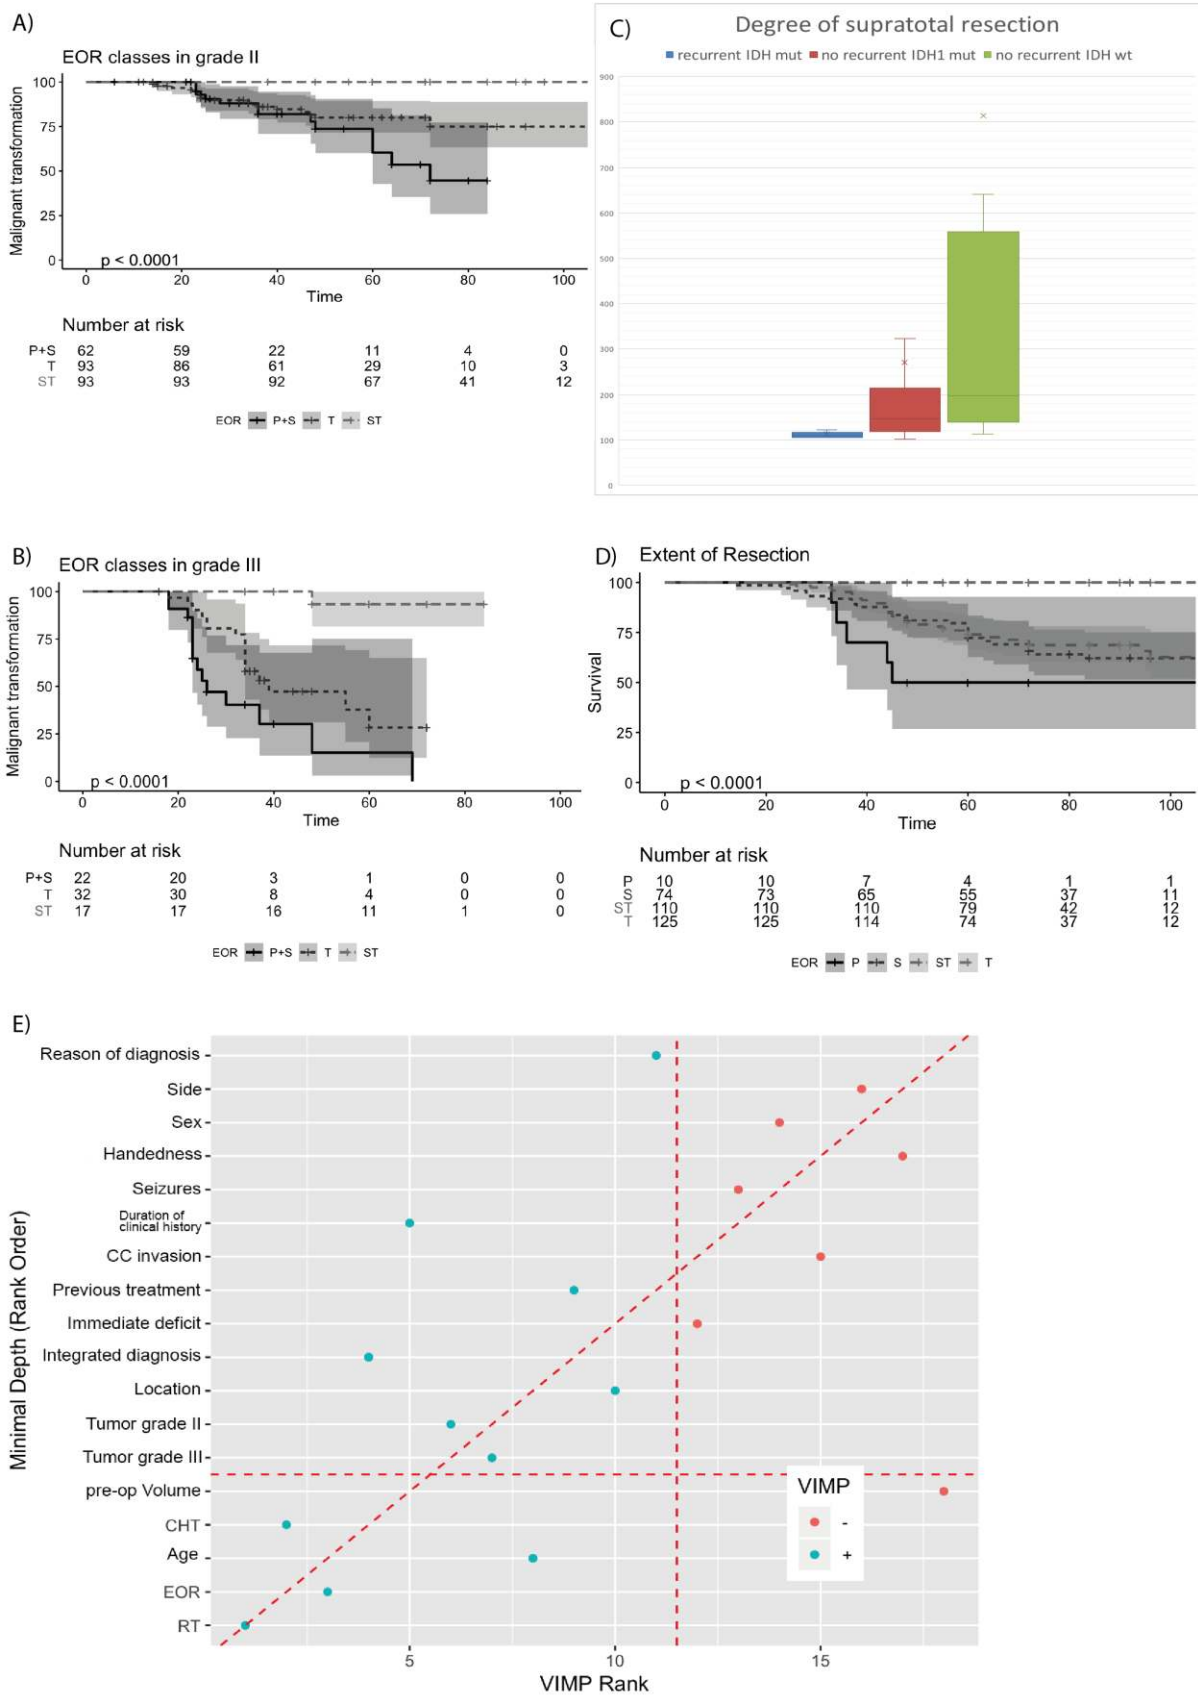 A)
EOR classes in grade II
Malignant transformation
100
75
50
25
0
p < 0.0001
0 20 40 60 80 100
Time
Number at risk
P+S 62 59 22 11 4 0
T 93 86 61 29 10 3
ST 93 93 92 67 41 12
EOR P+S T ST
C)
Degree of supratotal resection
recurrent IDH mut no recurrent IDH1 mut no recurrent IDH wt
900
800
700
600
500
400
300
200
100
0
B)
EOR classes in grade III
Malignant transformation
100
75
50
25
0
p < 0.0001
0 20 40 60 80 100
Time
Number at risk
P+S 22 20 3 1 0 0
T 32 30 8 4 0 0
ST 17 17 16 11 1 0
EOR P+S T ST
D)
Extent of Resection
Survival
100
75
50
25
0
p < 0.0001
0 20 40 60 80 100
Time
Number at risk
P 10 10 7 4 1 1
S 74 73 65 55 37 11
ST 110 110 110 79 42 12
T 125 125 114 74 37 12
EOR P S ST T
E)
Minimal Depth (Rank Order)
Reason of diagnosis
Side
Sex
Handedness
Seizures
Duration of
clinical history
CC invasion
Previous treatment
Immediate deficit
Integrated diagnosis
Location
Tumor grade II
Tumor grade III
pre-op Volume
CHT
Age
EOR
RT
VIMP
-
+
5 10 15
VIMP Rank